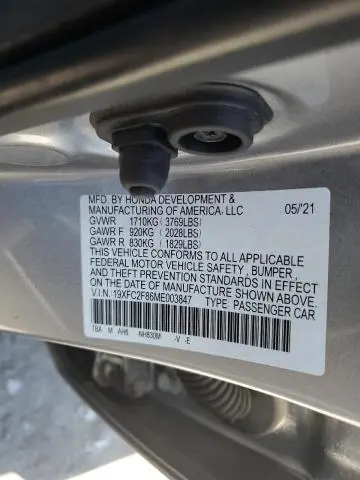 MFD. BY HONDA DEVELOPMENT &
MANUFACTURING OF AMERICA, LLC 05/'21
GVWR 1710KG (3769LBS)
GAWR F 920KG (2028LBS)
GAWR R 830KG (1829LBS)
THIS VEHICLE CONFORMS TO ALL APPLICABLE
FEDERAL MOTOR VEHICLE SAFETY, BUMPER,
AND THEFT PREVENTION STANDARDS IN EFFECT
ON THE DATE OF MANUFACTURE SHOWN ABOVE.
V.I.N. 19XFC2F86ME003847 TYPE: PASSENGER CAR
TBA M AH6 -NH830M -V -E